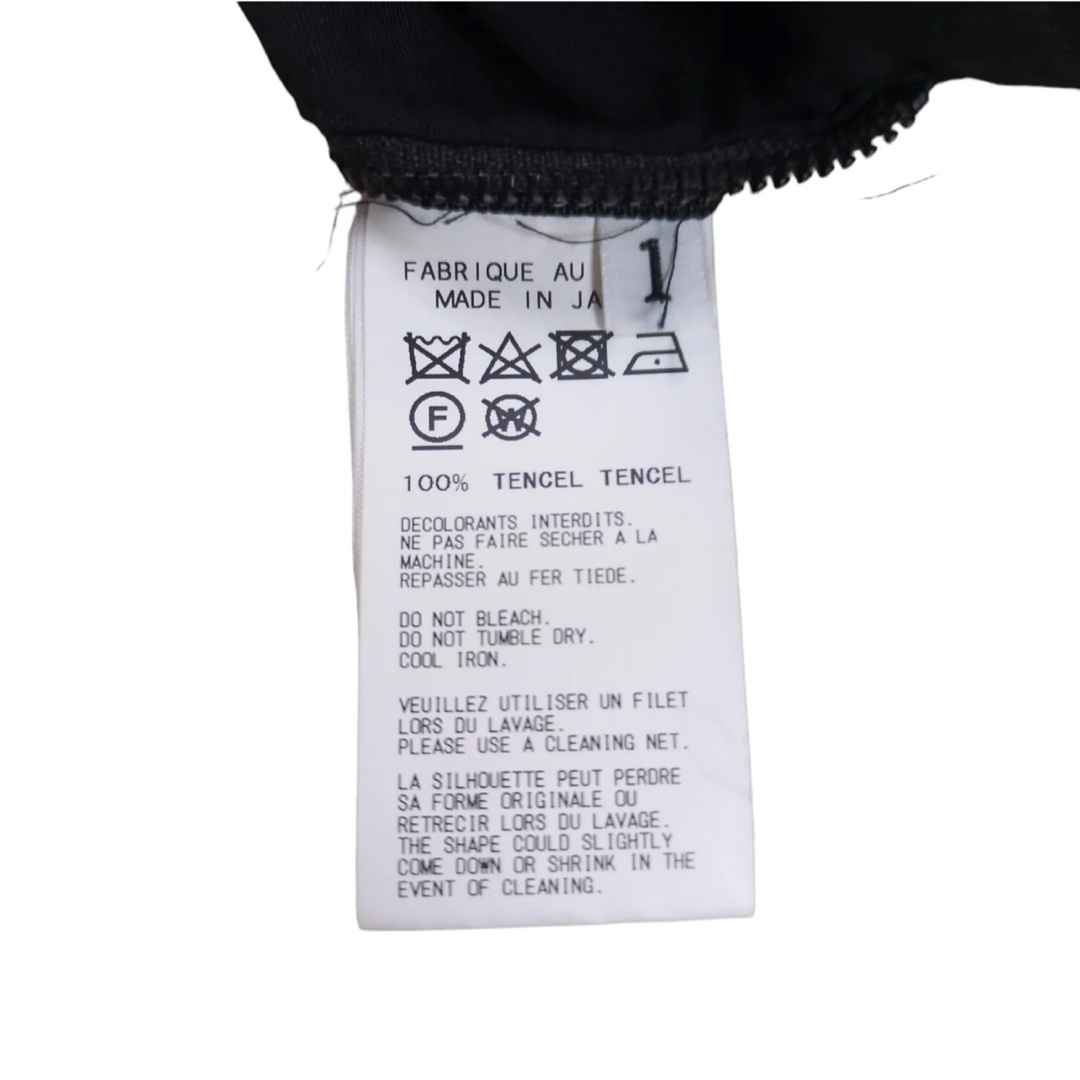 FABRIQUE AU
1
MADE IN JA
F
W
100% TENCEL TENCEL
DECOLORANTS INTERDITS.
NE PAS FAIRE SECHER A LA
MACHINE.
REPASSER AU FER TIEDE.
DO NOT BLEACH.
DO NOT TUMBLE DRY.
COOL IRON.
VEUILLEZ UTILISER UN FILET
LORS DU LAVAGE.
PLEASE USE A CLEANING NET.
LA SILHOUETTE PEUT PERDRE
SA FORME ORIGINALE OU
RETRECIR LORS DU LAVAGE.
THE SHAPE COULD SLIGHTLY
COME DOWN OR SHRINK IN THE
EVENT OF CLEANING.